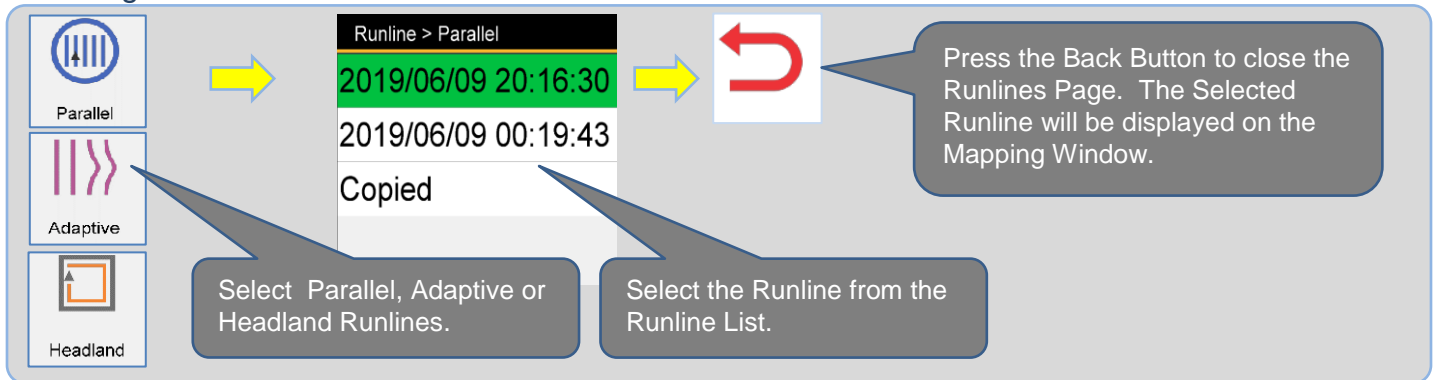 Parallel
Adaptive
Headland
Runline > Parallel
2019/06/09 20:16:30
2019/06/09 00:19:43
Copied
Select Parallel, Adaptive or
Headland Runlines.
Select the Runline from the
Runline List.
Press the Back Button to close the
Runlines Page. The Selected
Runline will be displayed on the
Mapping Window.